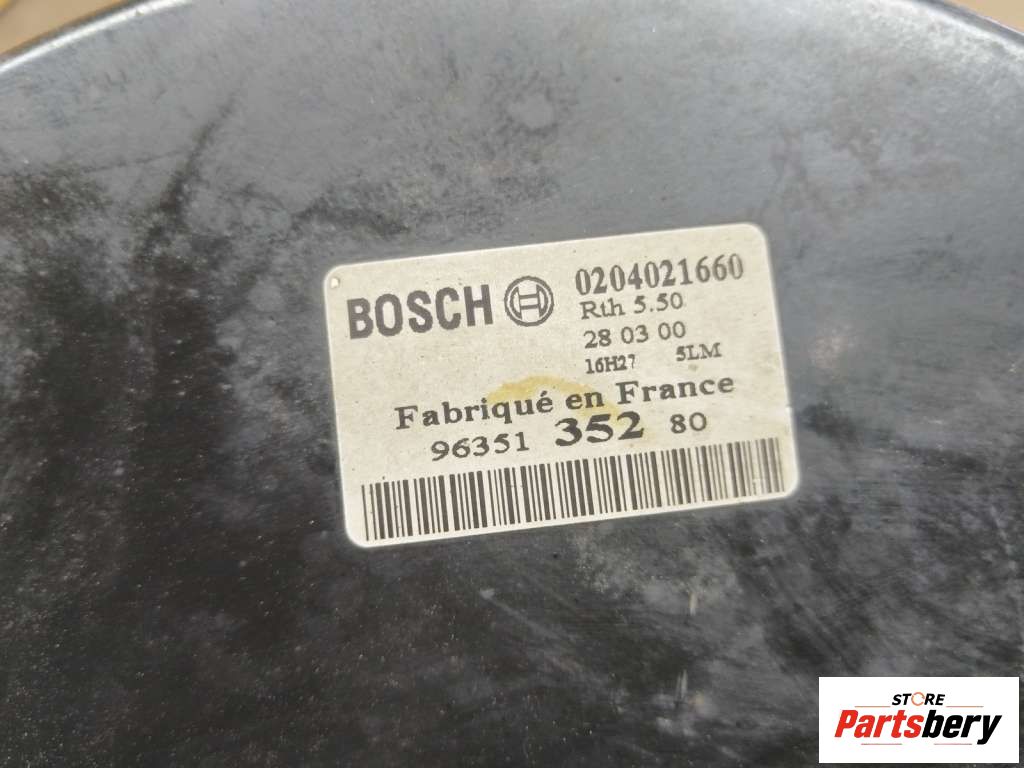 BOSCH 0204021660
Rth 5.50
28 03 00
16H27 5LM
Fabriqué en France
96351 352 80
STORE
Partsbery